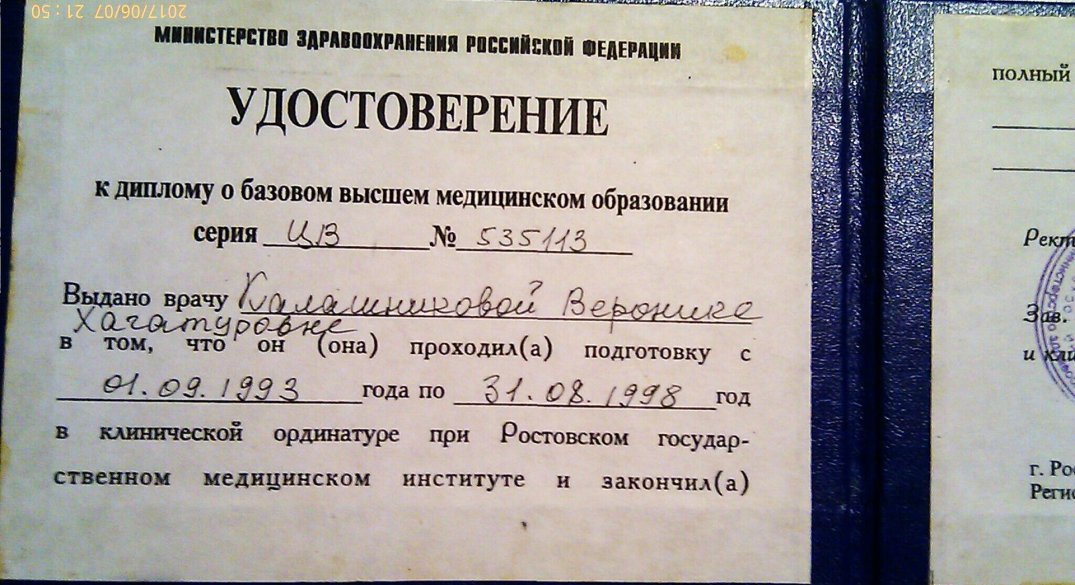 2017/06/07 21:50
МИНИСТЕРСТВО ЗДРАВООХРАНЕНИЯ РОССИЙСКОЙ ФЕДЕРАЦИИ
УДОСТОВЕРЕНИЕ
к диплому о базовом высшем медицинском образовании
серия ЦВ № 535113
Выдано врачу Калашниковой Веронике
Хачатуровне
в том, что он (она) проходил(а) подготовку с
01.09.1993 года по 31.08.1998 год
в клинической ординатуре при Ростовском государ-
ственном медицинском институте и закончил(а)
полный
Рект
Зав.
и кли
г. Рос
Регис